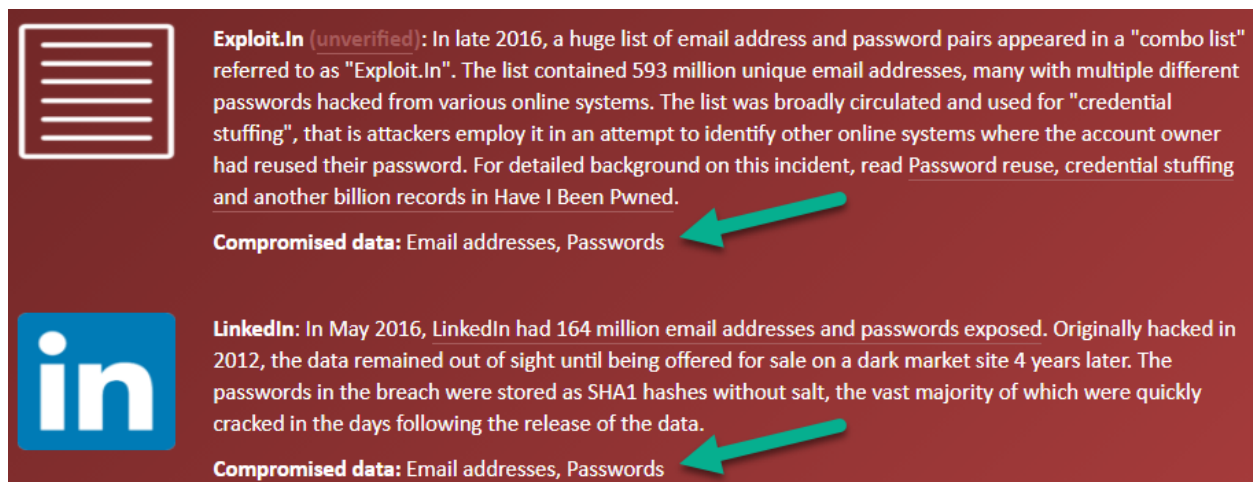 Exploit.In (unverified): In late 2016, a huge list of email address and password pairs appeared in a "combo list"
referred to as "Exploit.In". The list contained 593 million unique email addresses, many with multiple different
passwords hacked from various online systems. The list was broadly circulated and used for "credential
stuffing", that is attackers employ it in an attempt to identify other online systems where the account owner
had reused their password. For detailed background on this incident, read Password reuse, credential stuffing
and another billion records in Have I Been Pwned.
Compromised data: Email addresses, Passwords
in
LinkedIn: In May 2016, LinkedIn had 164 million email addresses and passwords exposed. Originally hacked in
2012, the data remained out of sight until being offered for sale on a dark market site 4 years later. The
passwords in the breach were stored as SHA1 hashes without salt, the vast majority of which were quickly
cracked in the days following the release of the data.
Compromised data: Email addresses, Passwords